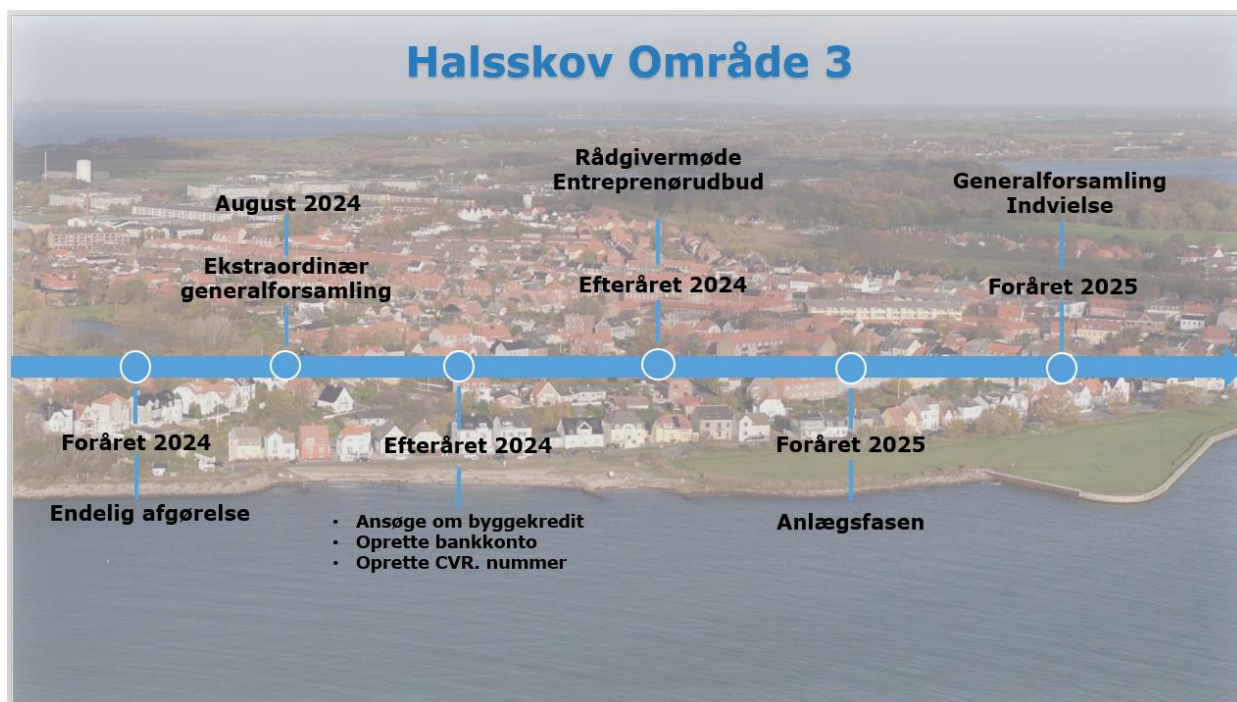 Halsskov Område 3
Foråret 2024
Endelig afgørelse
August 2024
Ekstraordinær
generalforsamling
Efteråret 2024
• Ansøge om byggekredit
• Oprette bankkonto
• Oprette CVR. nummer
Rådgivermøde
Entreprenørudbud
Efteråret 2024
Foråret 2025
Anlægsfasen
Generalforsamling
Indvielse
Foråret 2025